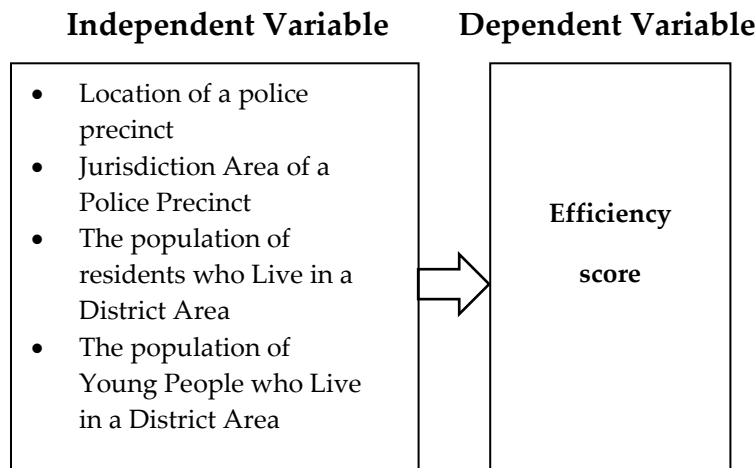 Independent Variable
Dependent Variable
• Location of a police
precinct
• Jurisdiction Area of a
Police Precinct
• The population of
residents who Live in a
District Area
• The population of
Young People who Live
in a District Area
Efficiency
score